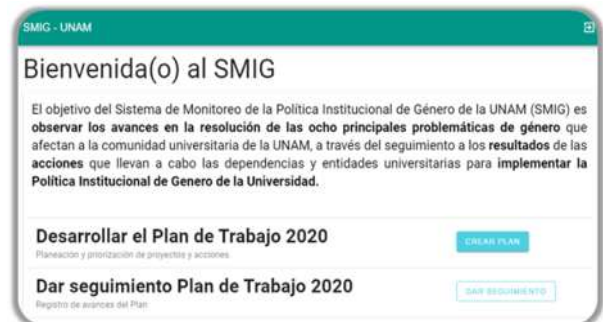 SMIG - UNAM
Bienvenida(o) al SMIG
El objetivo del Sistema de Monitoreo de la Política Institucional de Género de la UNAM (SMIG) es
observar los avances en la resolución de las ocho principales problemáticas de género que
afectan a la comunidad universitaria de la UNAM, a través del seguimiento a los resultados de las
acciones que llevan a cabo las dependencias y entidades universitarias para implementar la
Política Institucional de Genero de la Universidad.
Desarrollar el Plan de Trabajo 2020
CREAR PLAN
Planeación y priorización de proyectos y acciones
Dar seguimiento Plan de Trabajo 2020
DAR SEGUIMIENTO
Registro de avances del Plan